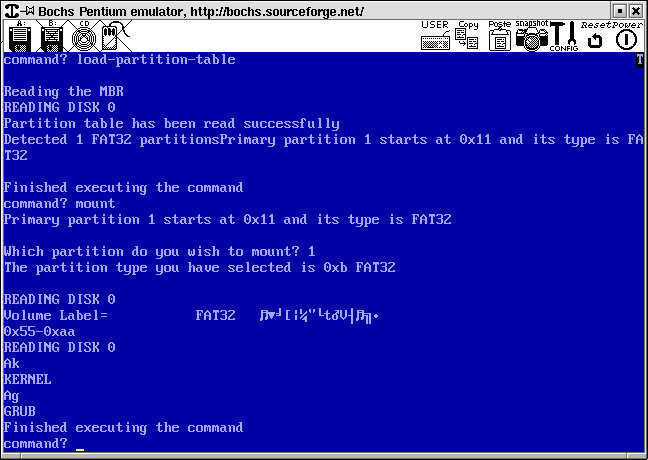 Bochs Pentium emulator, http://bochs.sourceforge.net/
A: B: CD USER Copy Paste snapshot CONFIG Reset Power
command? load-partition-table T
Reading the MBR
READING DISK 0
Partition table has been read successfully
Detected 1 FAT32 partitionsPrimary partition 1 starts at 0x11 and its type is FA
T32
Finished executing the command
command? mount
Primary partition 1 starts at 0x11 and its type is FAT32
Which partition do you wish to mount? 1
The partition type you have selected is 0xb FAT32
READING DISK 0
Volume Label= FAT32
0x55-0xaa
READING DISK 0
Ak
KERNEL
Ag
GRUB
Finished executing the command
command? _